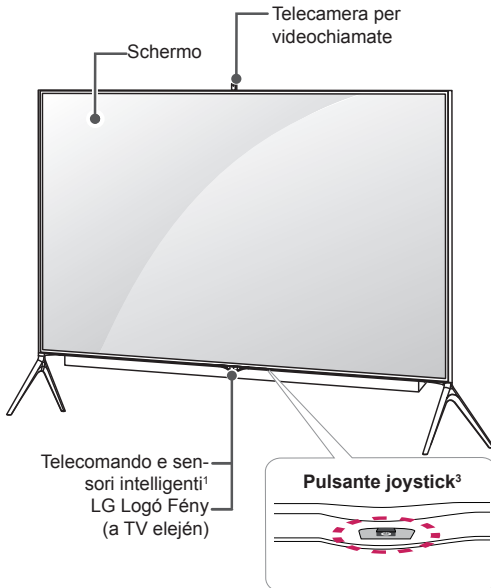 Telecamera per
videochiamate
Schermo
Telecomando e sen-
sori intelligenti¹
LG Logó Fény
(a TV elején)
Pulsante joystick³